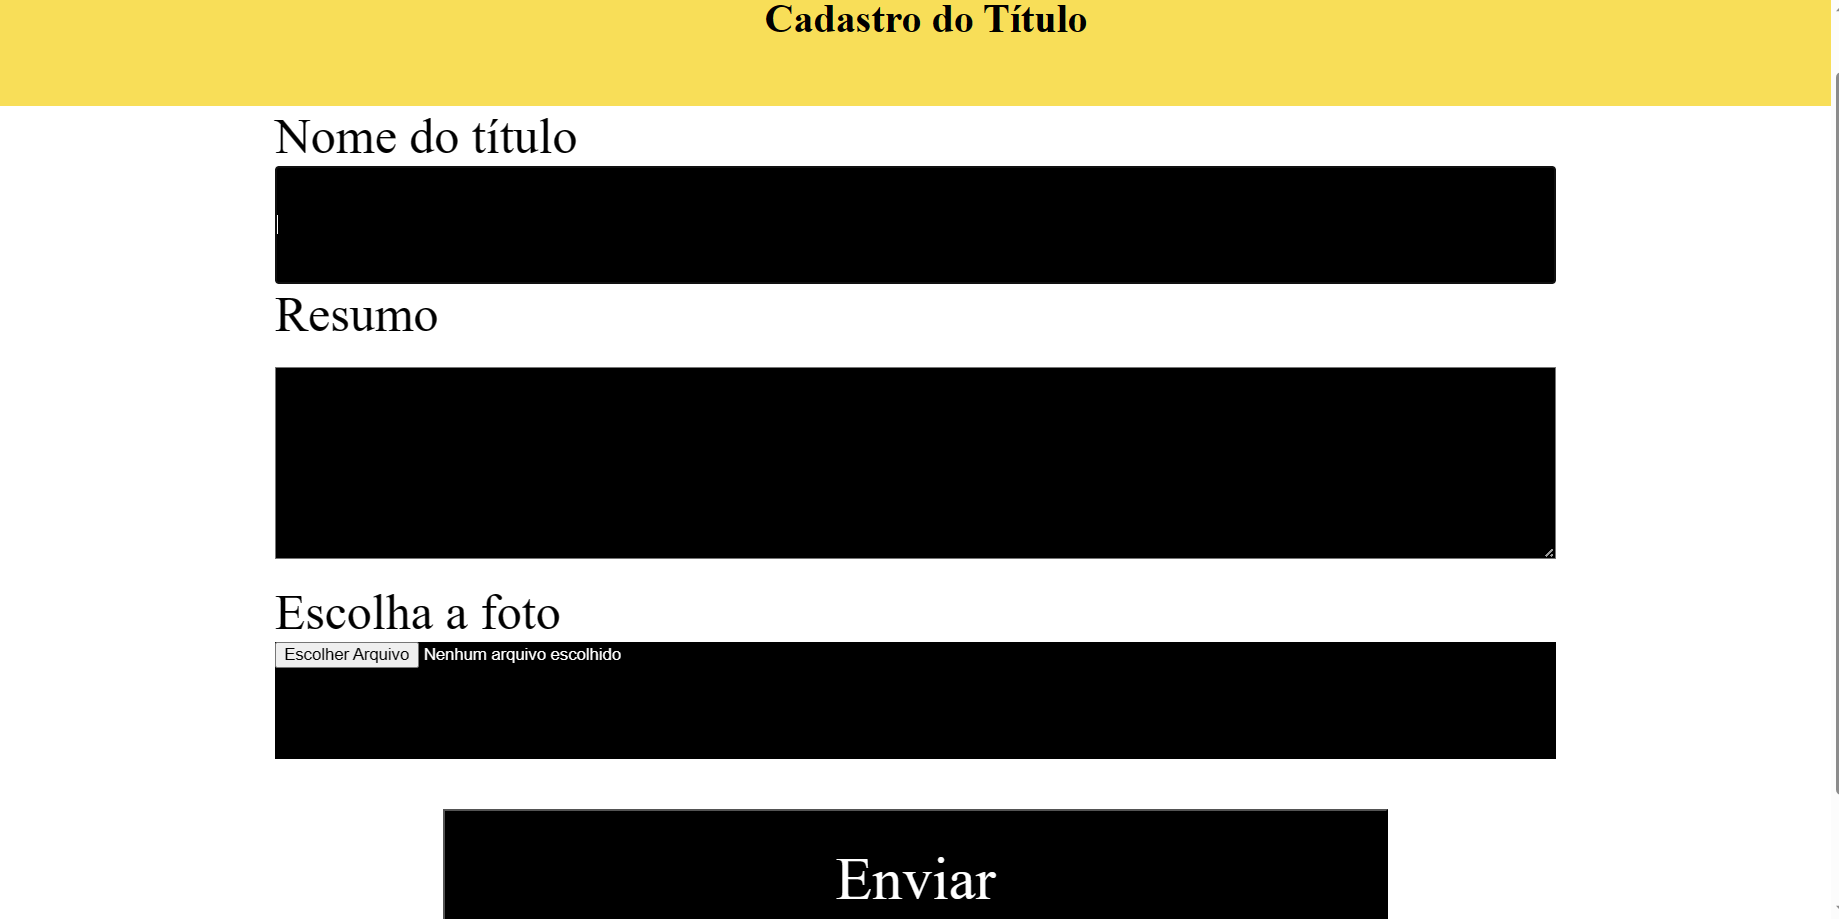 Cadastro do Título
Nome do título
Resumo
Escolha a foto
Escolher Arquivo Nenhum arquivo escolhido
Enviar